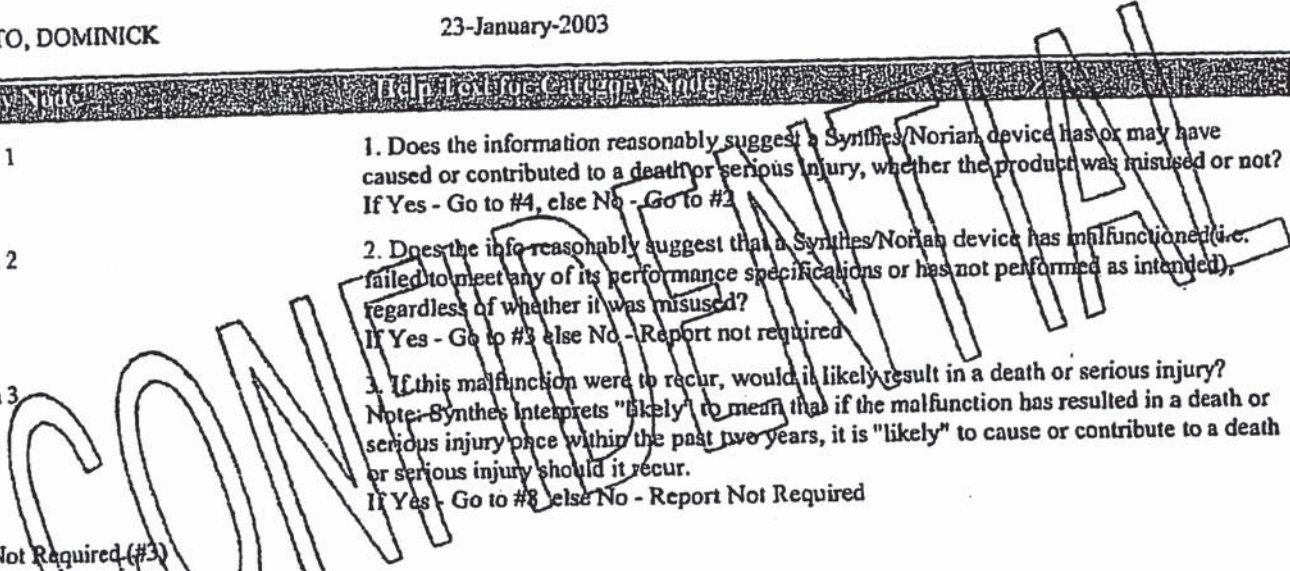 TO, DOMINICK 23-January-2003
y Node Help Text for Category Node
1 1. Does the information reasonably suggest a Synthes/Norian device has or may have
caused or contributed to a death or serious injury, whether the product was misused or not?
If Yes - Go to #4, else No - Go to #2
2 2. Does the info reasonably suggest that a Synthes/Norian device has malfunctioned(i.e.
failed to meet any of its performance specifications or has not performed as intended),
regardless of whether it was misused?
If Yes - Go to #3 else No - Report not required
3 3. If this malfunction were to recur, would it likely result in a death or serious injury?
Note: Synthes Interprets "likely" to mean that if the malfunction has resulted in a death or
serious injury once within the past two years, it is "likely" to cause or contribute to a death
or serious injury should it recur.
If Yes - Go to #8 else No - Report Not Required
Not Required (#3)
CONFIDENTIAL